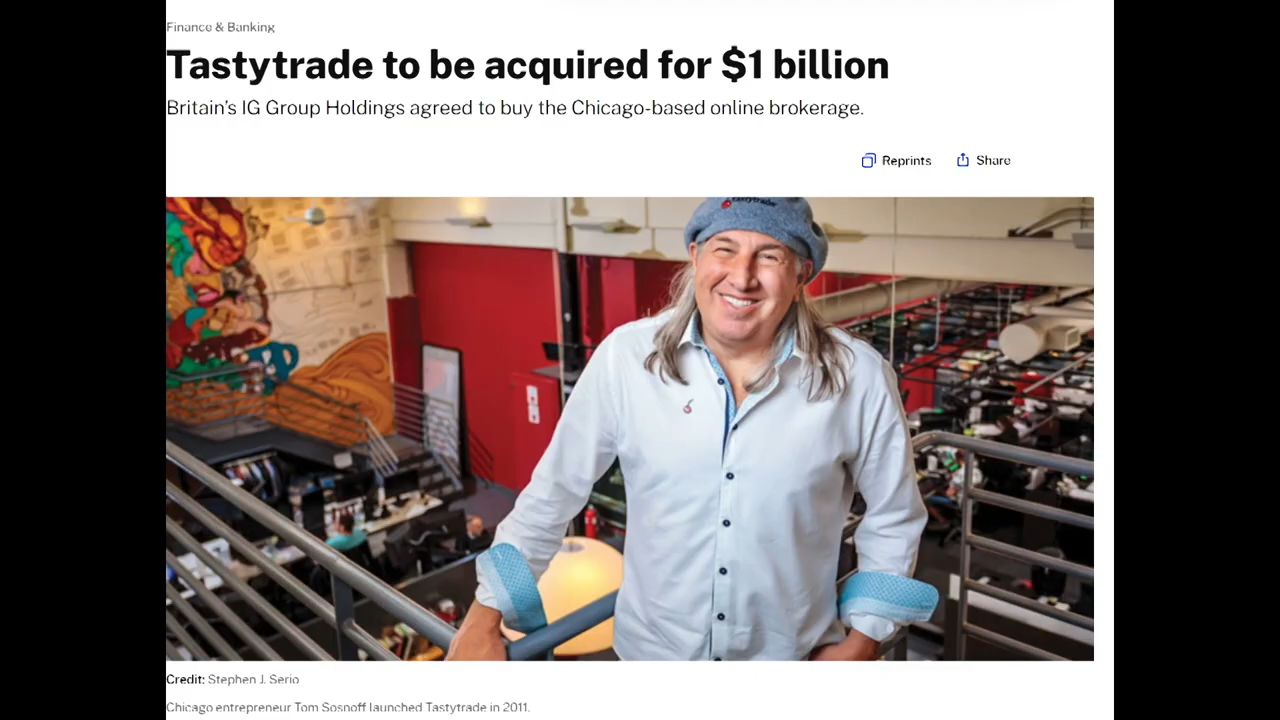 Finance & Banking
Tastytrade to be acquired for $1 billion
Britain's IG Group Holdings agreed to buy the Chicago-based online brokerage.
Reprints Share
tastytrade
Credit: Stephen J. Serio
Chicago entrepreneur Tom Sosnoff launched Tastytrade in 2011.